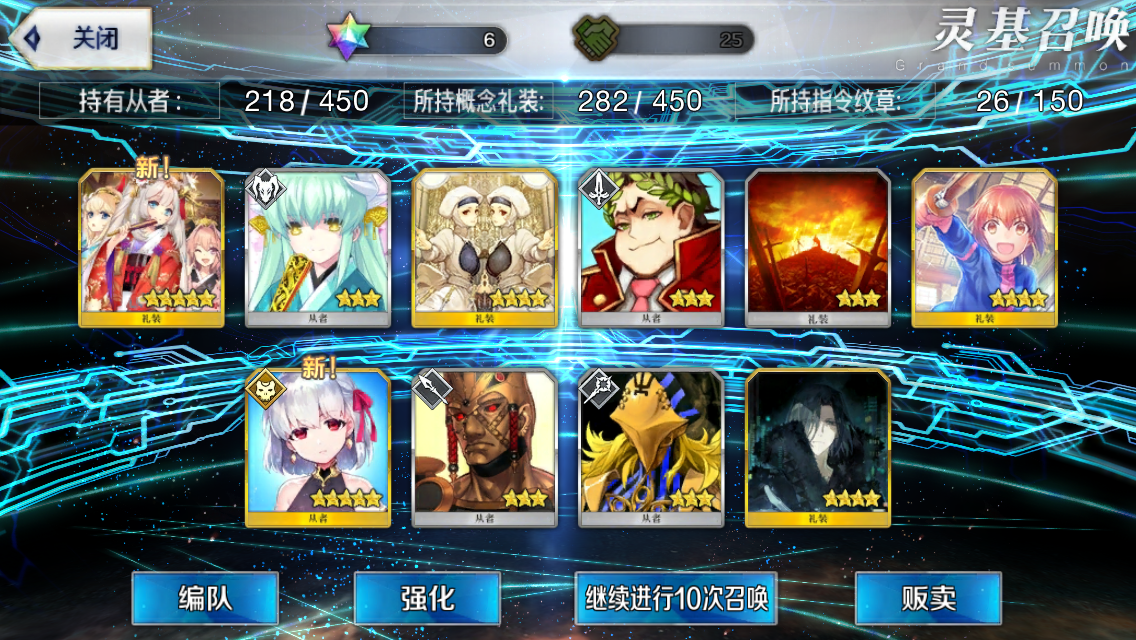 关闭
6
25
灵基召唤
Grand Summon
持有从者：
218 / 450
所持概念礼装:
282 / 450
所持指令纹章:
26 / 150
新!
礼装
从者
礼装
从者
礼装
礼装
新!
从者
从者
从者
礼装
编队
强化
继续进行10次召唤
贩卖